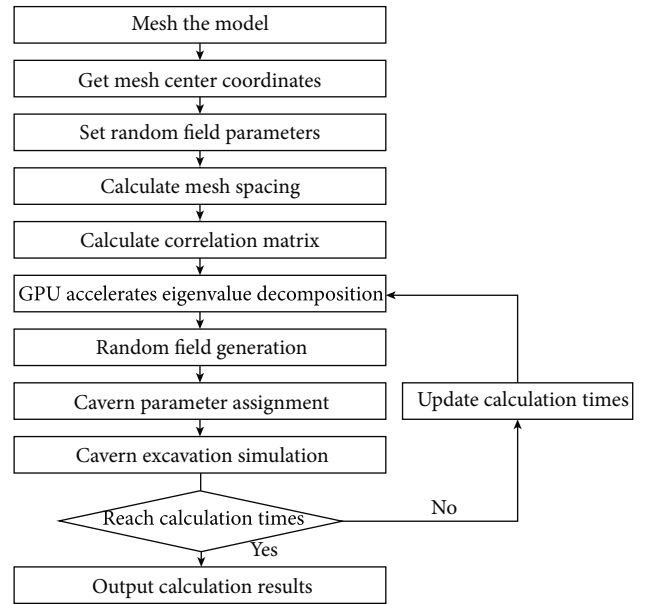 Mesh the model
Get mesh center coordinates
Set random field parameters
Calculate mesh spacing
Calculate correlation matrix
GPU accelerates eigenvalue decomposition
Random field generation
Cavern parameter assignment
Update calculation times
Cavern excavation simulation
Reach calculation times
No
Yes
Output calculation results